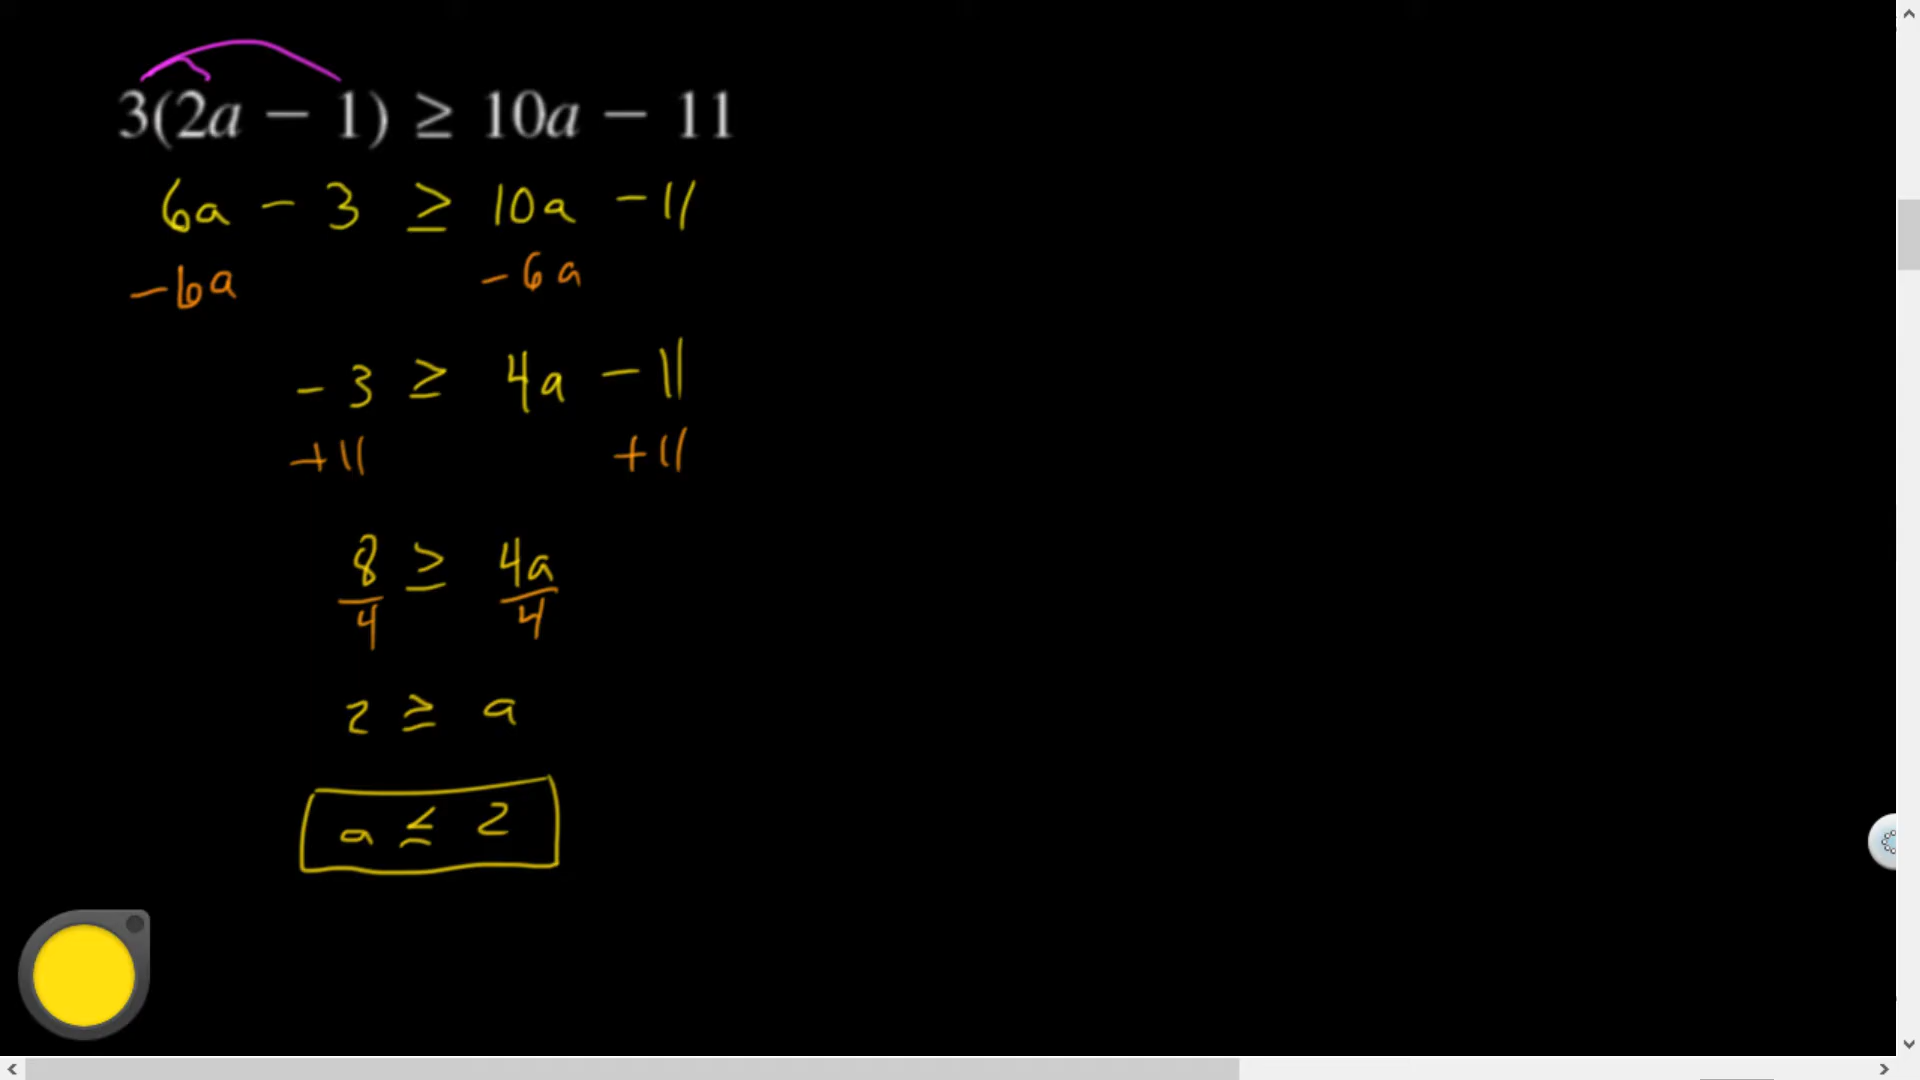 3(2a − 1) ≥ 10a − 11
6a − 3 ≥ 10a − 11
−6a −6a
−3 ≥ 4a − 11
+11 +11
8 ≥ 4a
4 4
2 ≥ a
a ≤ 2